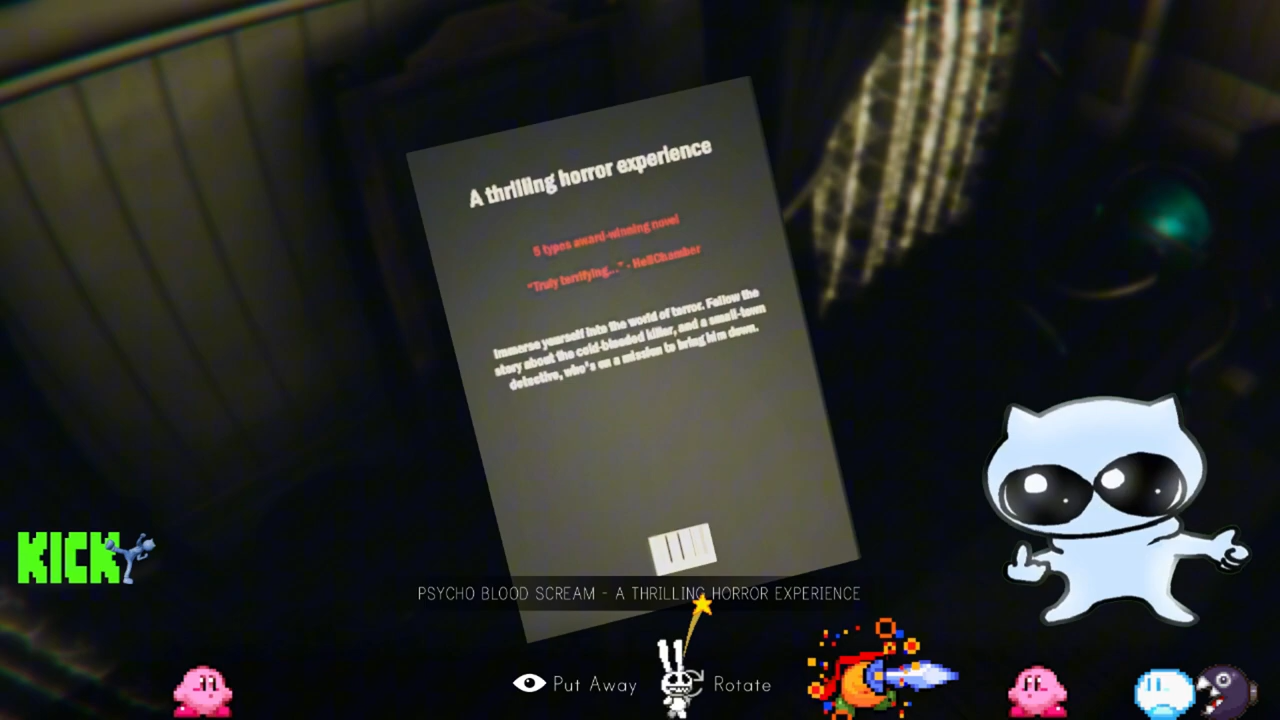 A thrilling horror experience
5 types award-winning novel
"Truly terrifying..." - HellChamber
Immerse yourself into the world of terror. Follow the
story about the cold-blooded killer, and a small-town
detective, who's on a mission to bring him down.
KICK
PSYCHO BLOOD SCREAM - A THRILLING HORROR EXPERIENCE
Put Away
Rotate